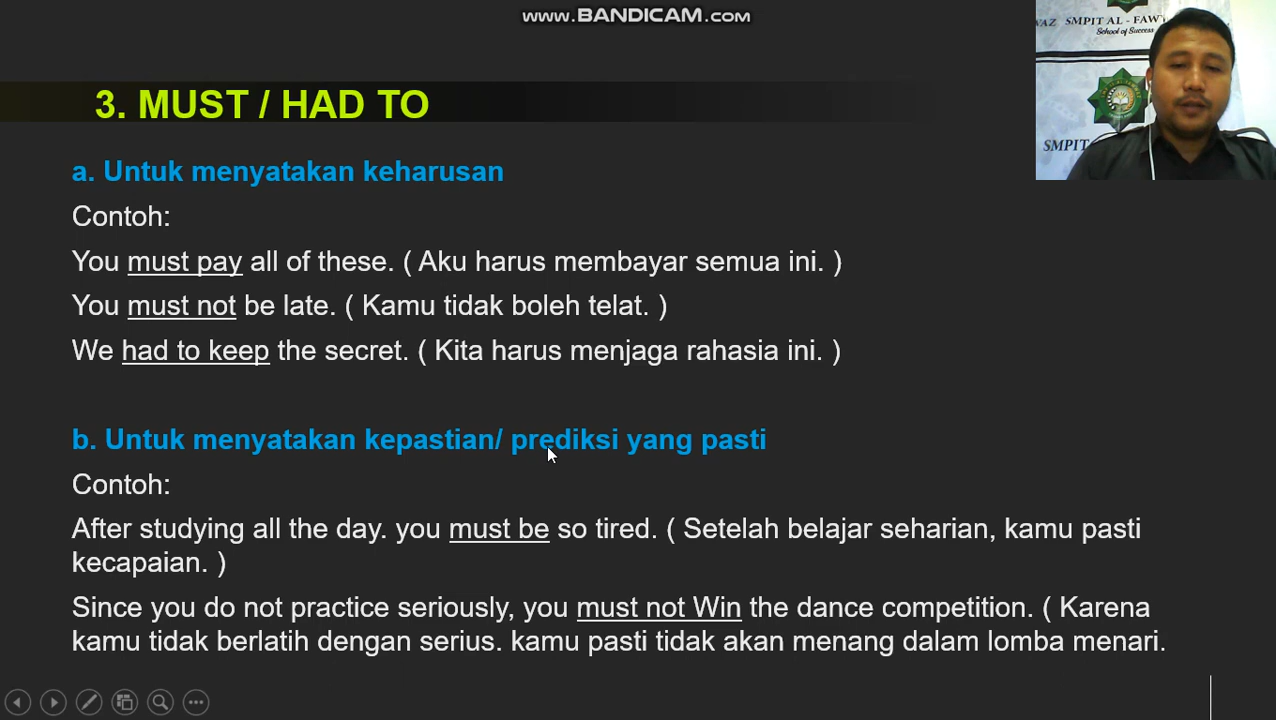 www.BANDICAM.com
WAZ SMPIT AL - FAW
School of Success
SMPIT
3. MUST / HAD TO
a. Untuk menyatakan keharusan
Contoh:
You must pay all of these. ( Aku harus membayar semua ini. )
You must not be late. ( Kamu tidak boleh telat. )
We had to keep the secret. ( Kita harus menjaga rahasia ini. )
b. Untuk menyatakan kepastian/ prediksi yang pasti
Contoh:
After studying all the day. you must be so tired. ( Setelah belajar seharian, kamu pasti
kecapaian. )
Since you do not practice seriously, you must not Win the dance competition. ( Karena
kamu tidak berlatih dengan serius. kamu pasti tidak akan menang dalam lomba menari.